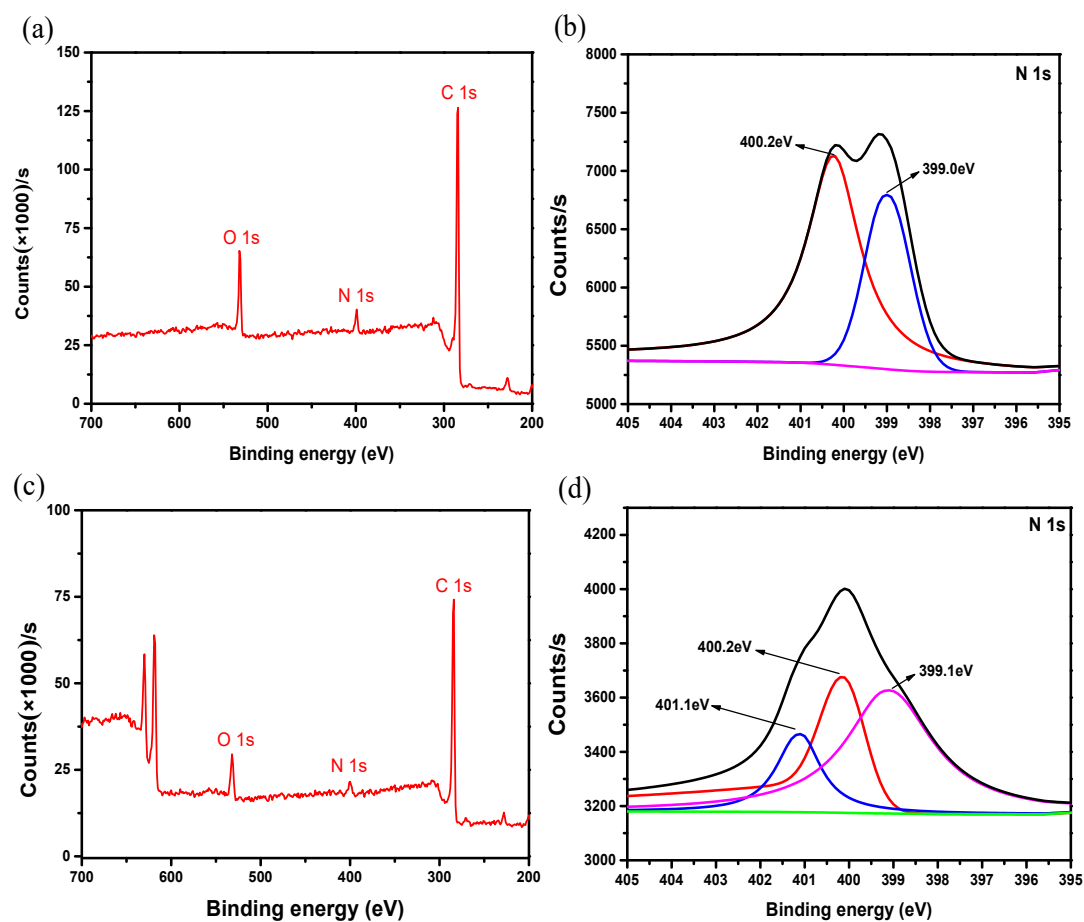 (a)
150
125
100
75
50
25
0
Counts(×1000)/s
C 1s
O 1s
N 1s
700 600 500 400 300 200
Binding energy (eV)
(b)
8000
7500
7000
6500
6000
5500
5000
Counts/s
N 1s
400.2eV
399.0eV
405 404 403 402 401 400 399 398 397 396 395
Binding energy (eV)
(c)
100
75
50
25
0
Counts(×1000)/s
C 1s
O 1s
N 1s
700 600 500 400 300 200
Binding energy (eV)
(d)
4200
4000
3800
3600
3400
3200
3000
Counts/s
N 1s
400.2eV
399.1eV
401.1eV
405 404 403 402 401 400 399 398 397 396 395
Binding energy (eV)